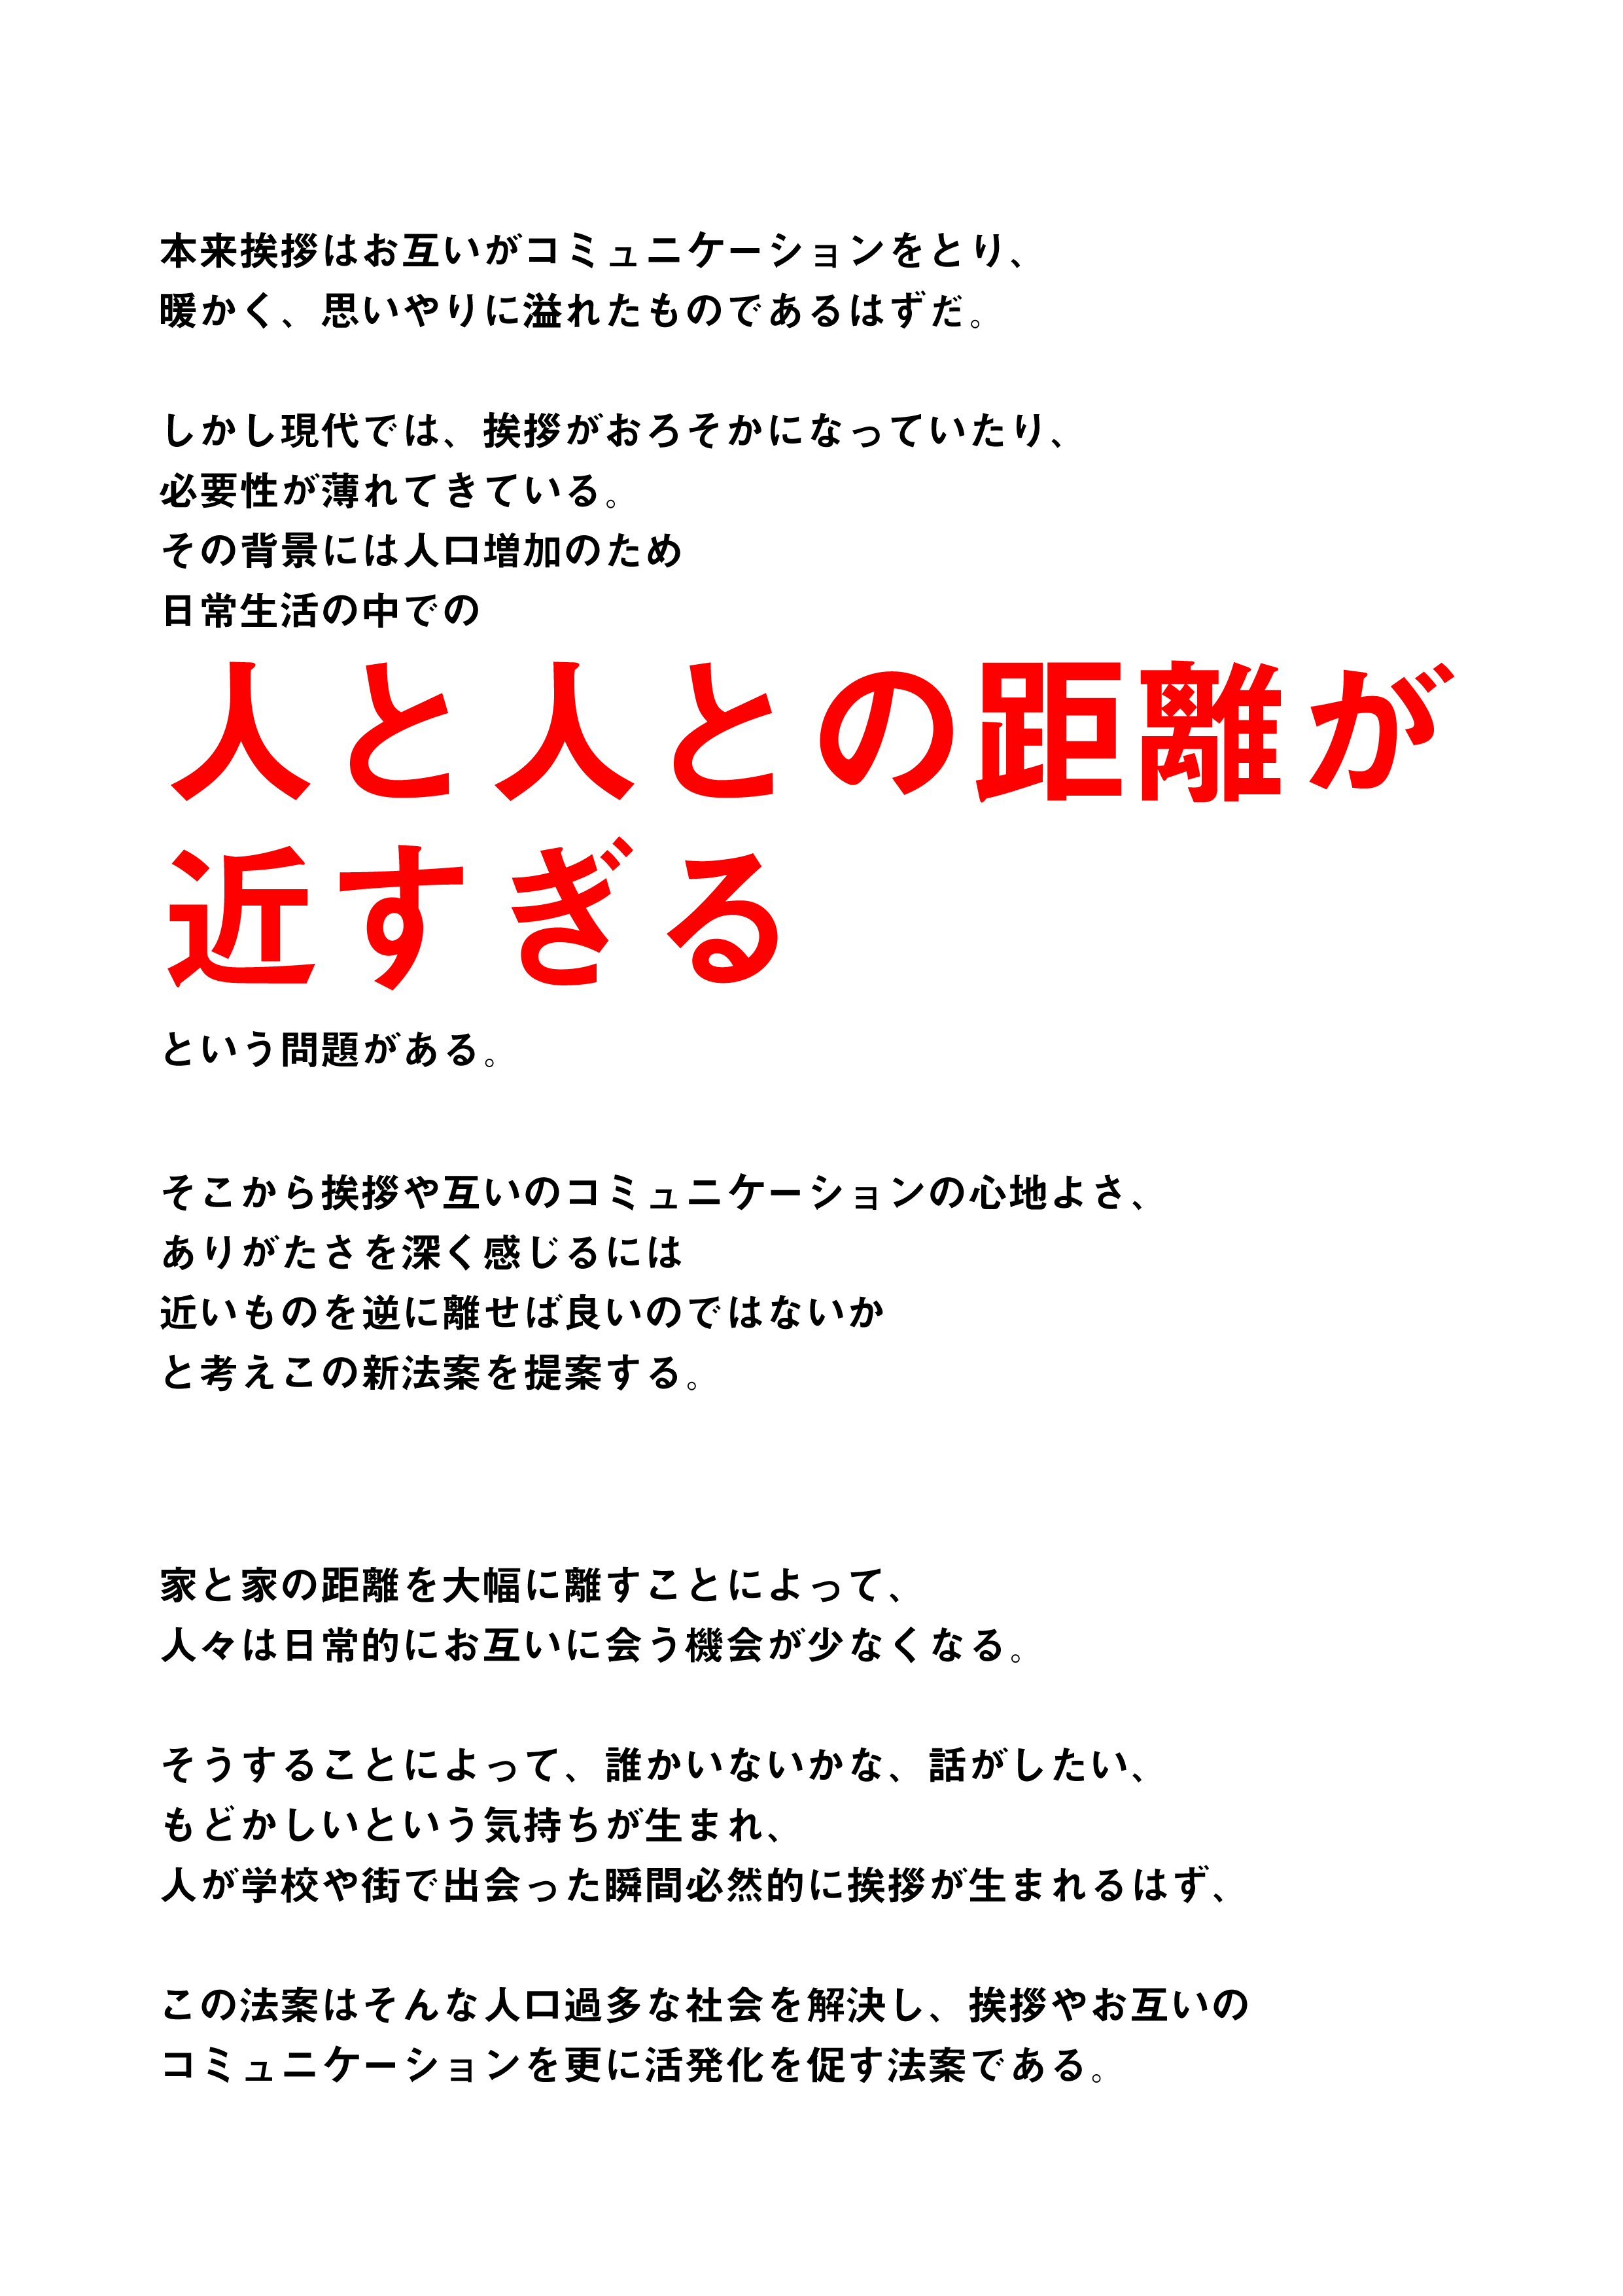 本来挨拶はお互いがコミュニケーションをとり、
暖かく、思いやりに溢れたものであるはずだ。
しかし現代では、挨拶がおろそかになっていたり、
必要性が薄れてきている。
その背景には人口増加のため
日常生活の中での
人と人との距離が
近すぎる
という問題がある。
そこから挨拶や互いのコミュニケーションの心地よさ、
ありがたさを深く感じるには
近いものを逆に離せば良いのではないか
と考えこの新法案を提案する。
家と家の距離を大幅に離すことによって、
人々は日常的にお互いに会う機会が少なくなる。
そうすることによって、誰かいないかな、話がしたい、
もどかしいという気持ちが生まれ、
人が学校や街で出会った瞬間必然的に挨拶が生まれるはず、
この法案はそんな人口過多な社会を解決し、挨拶やお互いの
コミュニケーションを更に活発化を促す法案である。